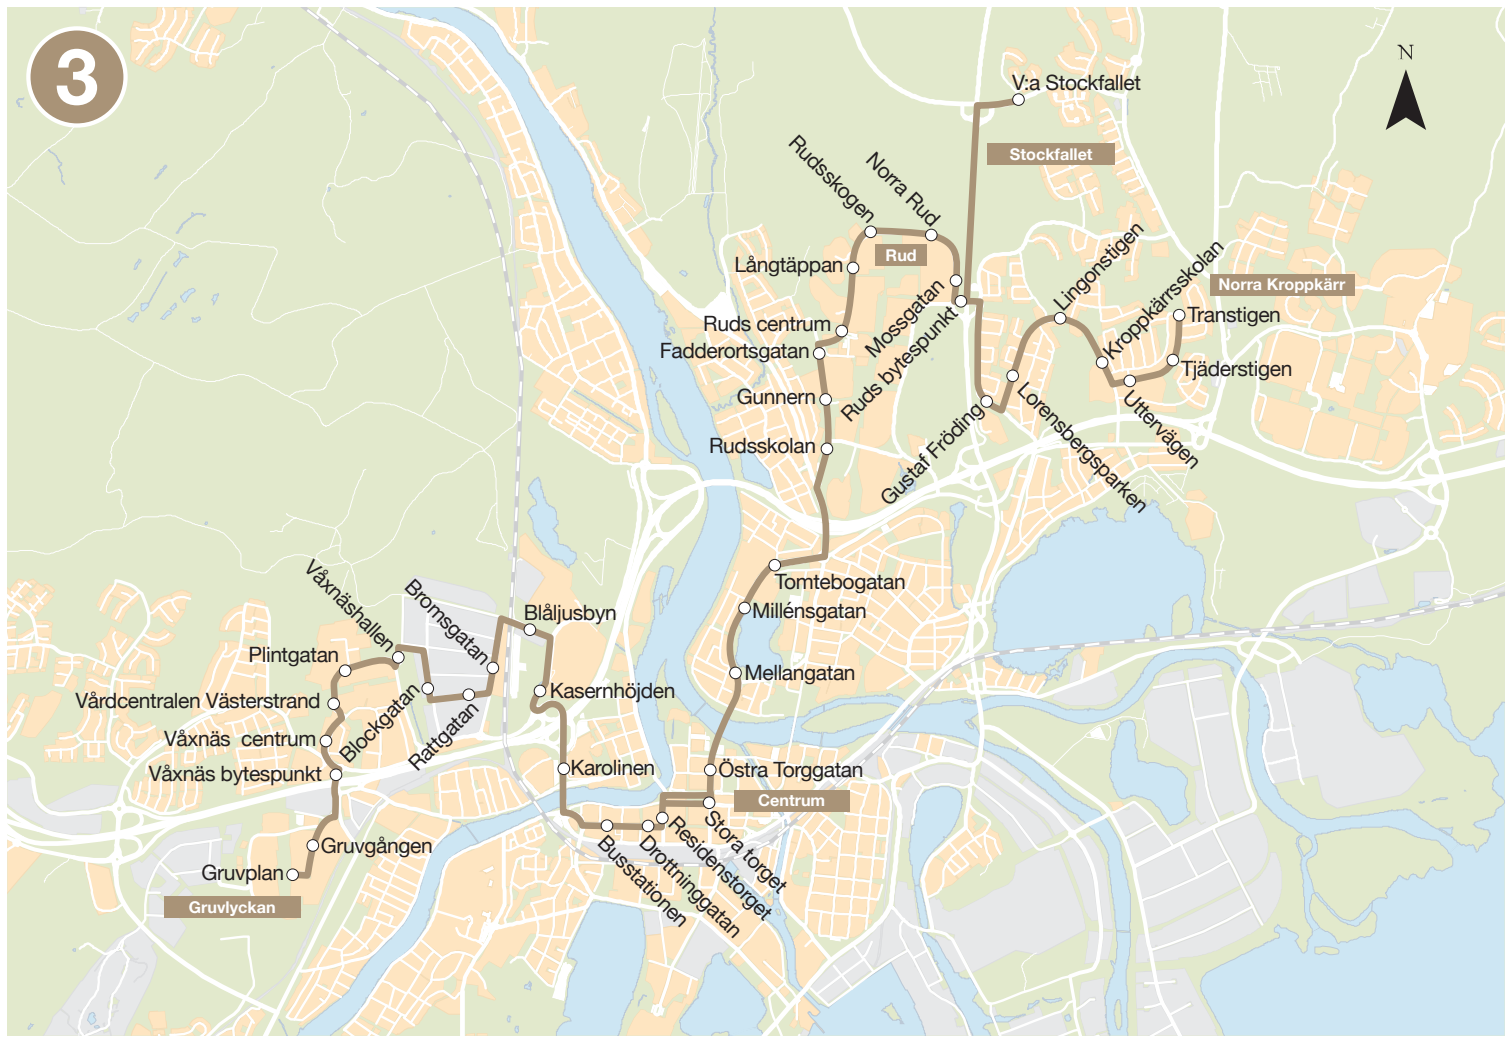 3
N
V:a Stockfallet
Stockfallet
Rudsskogen
Norra Rud
Rud
Långtäppan
Lingonstigen
Kroppkärrsskolan
Norra Kroppkärr
Transtigen
Mossgatan
Ruds bytespunkt
Ruds centrum
Fadderortsgatan
Tjäderstigen
Gunnern
Lorensbergsparken
Uttervägen
Gustaf Fröding
Rudsskolan
Tomtebogatan
Millénsgatan
Mellangatan
Våxnäshallen
Bromsgatan
Blåljusbyn
Plintgatan
Kasernhöjden
Vårdcentralen Västerstrand
Blockgatan
Rattgatan
Våxnäs centrum
Våxnäs bytespunkt
Karolinen
Östra Torggatan
Centrum
Stora torget
Residenstorget
Drottninggatan
Busstationen
Gruvgången
Gruvplan
Gruvlyckan